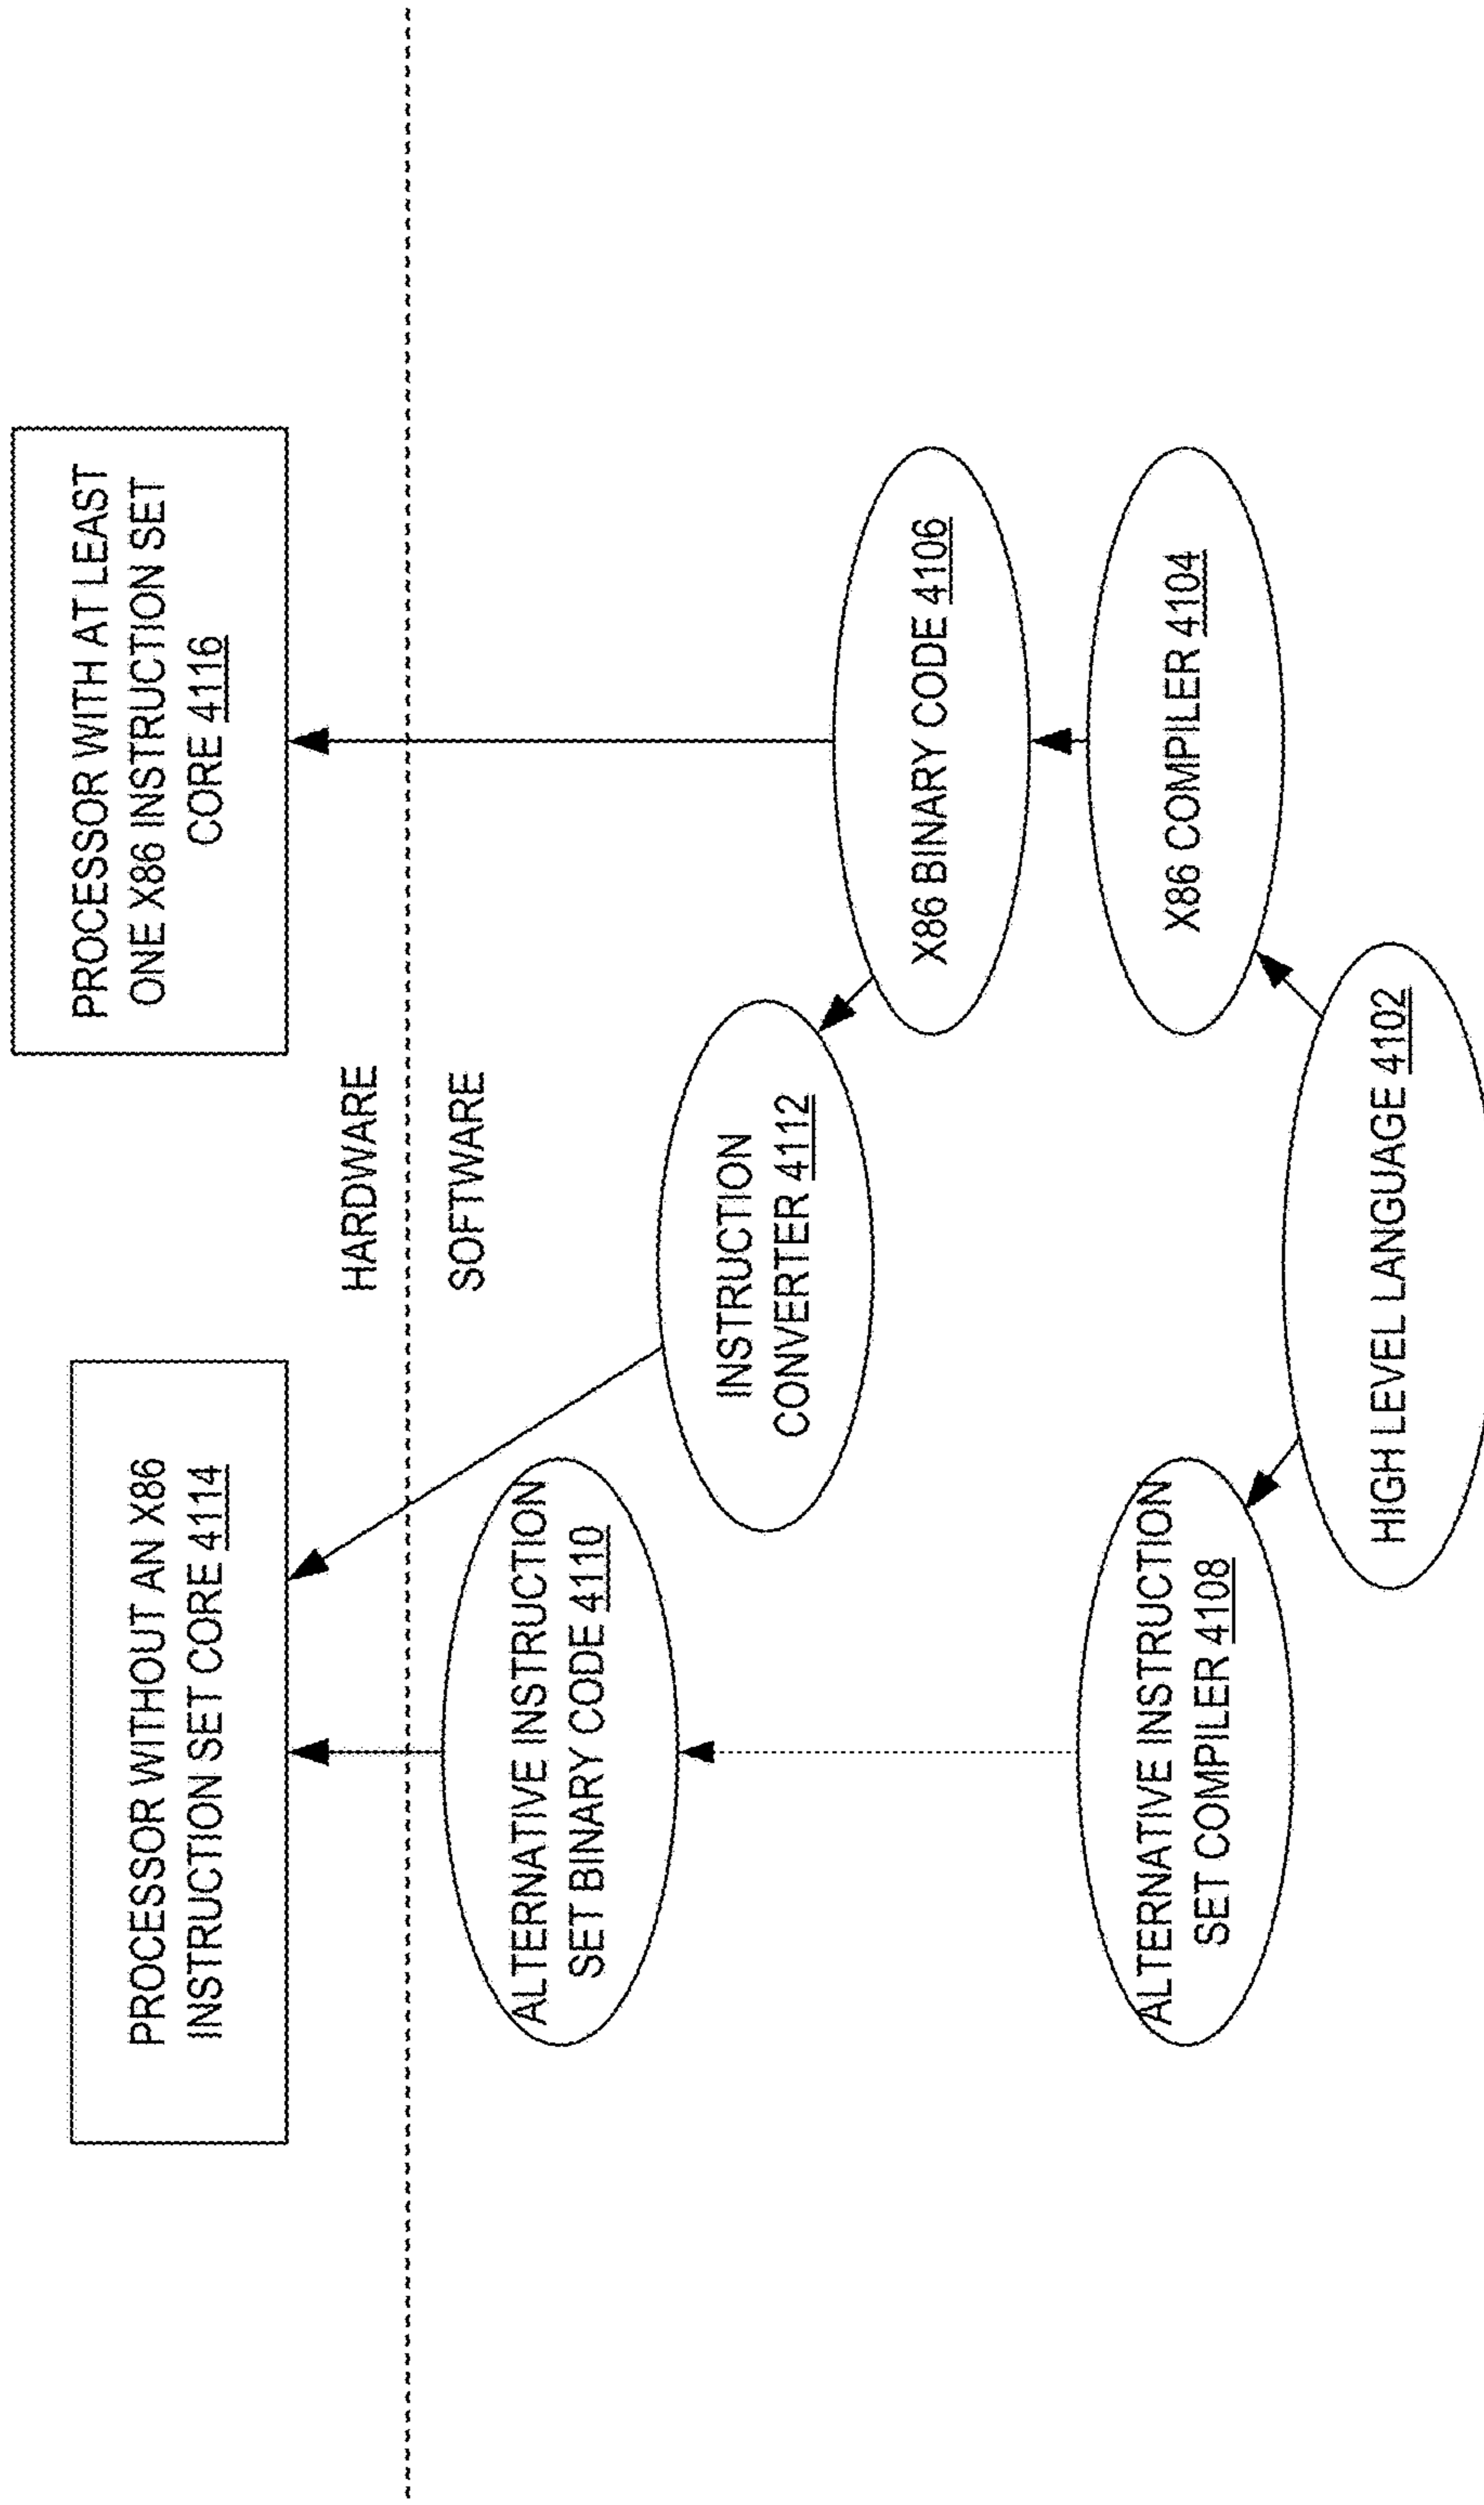 PROCESSOR WITHOUT AN X86
INSTRUCTION SET CORE 4114
PROCESSOR WITH AT LEAST
ONE X86 INSTRUCTION SET
CORE 4116
HARDWARE
SOFTWARE
ALTERNATIVE INSTRUCTION
SET BINARY CODE 4110
INSTRUCTION
CONVERTER 4112
X86 BINARY CODE 4106
ALTERNATIVE INSTRUCTION
SET COMPILER 4108
X86 COMPILER 4104
HIGH LEVEL LANGUAGE 4102